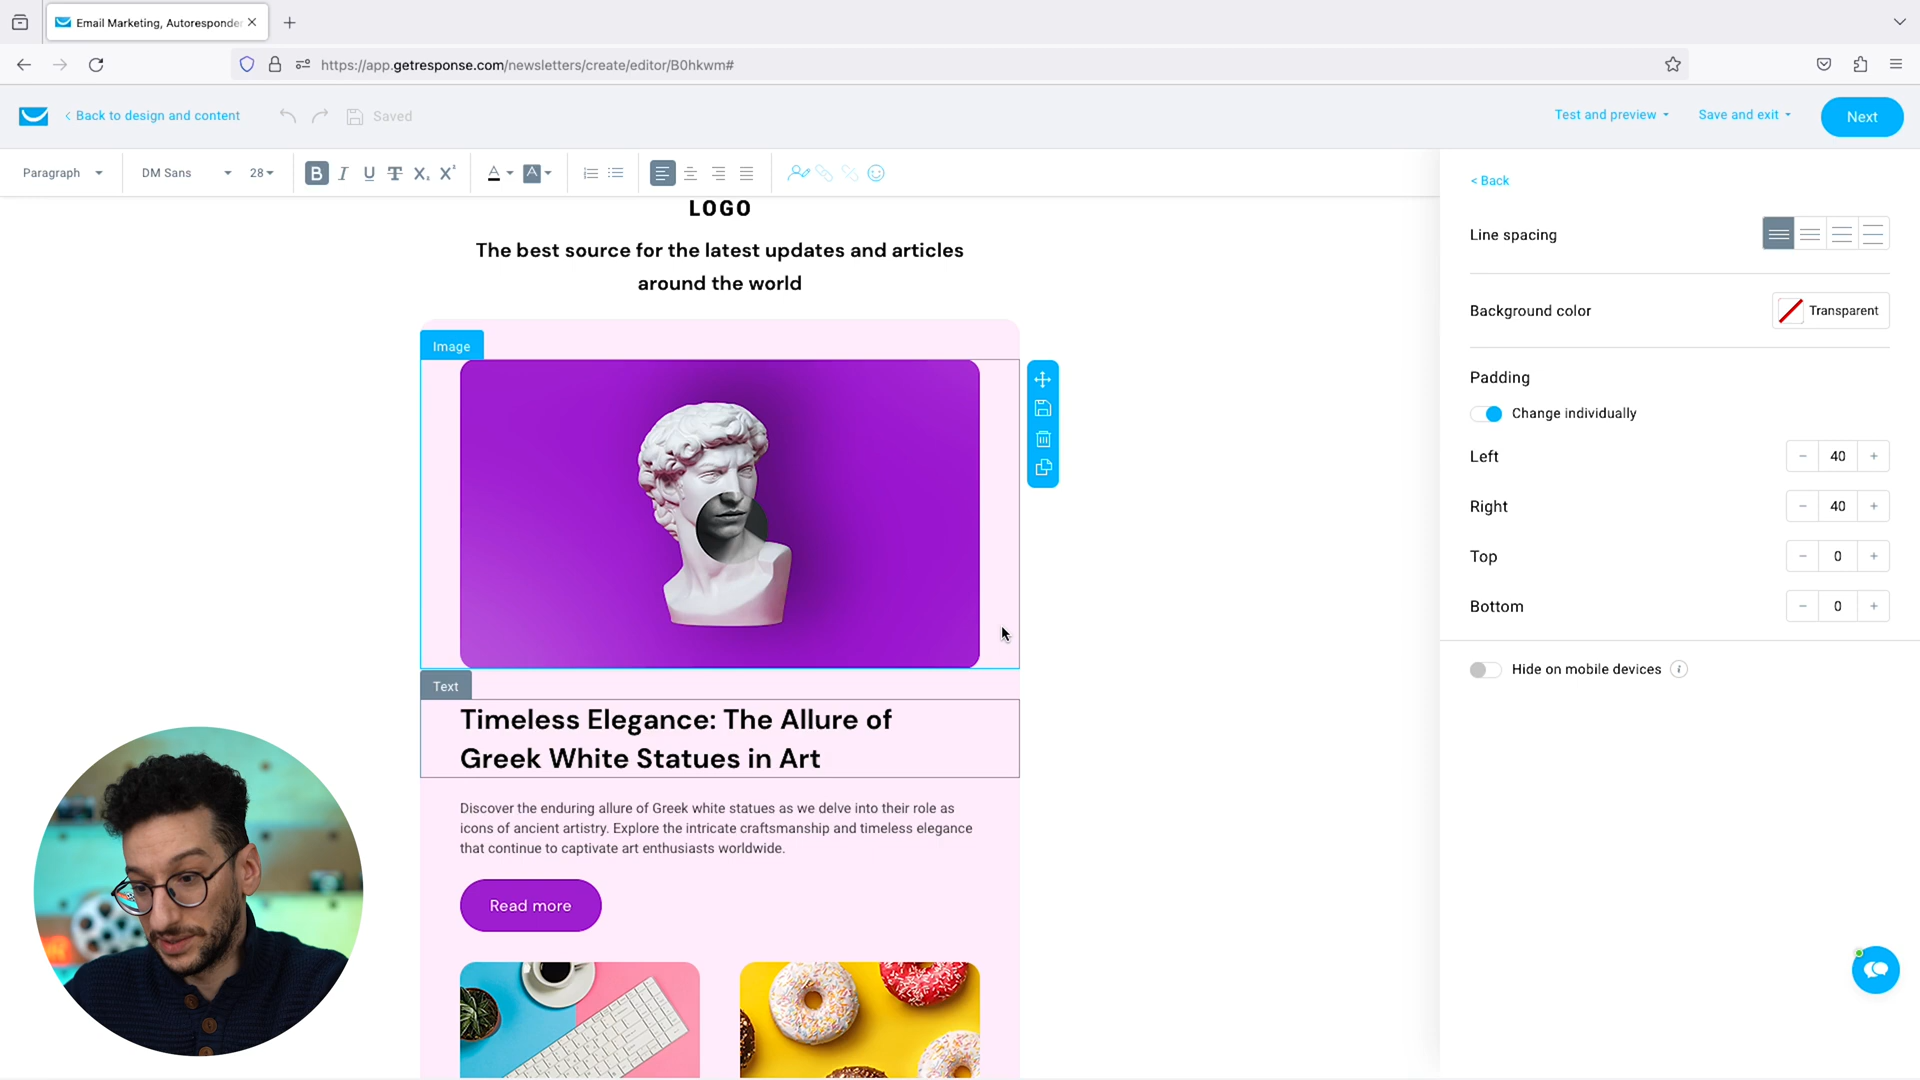 Email Marketing, Autoresponder
https://app.getresponse.com/newsletters/create/editor/B0hkwm#
< Back to design and content
Saved
Test and preview
Save and exit
Next
Paragraph
DM Sans
28
B I U T X, X˄ A A
< Back
LOGO
The best source for the latest updates and articles
around the world
Image
Text
Timeless Elegance: The Allure of
Greek White Statues in Art
Discover the enduring allure of Greek white statues as we delve into their role as
icons of ancient artistry. Explore the intricate craftsmanship and timeless elegance
that continue to captivate art enthusiasts worldwide.
Read more
Line spacing
Background color
Transparent
Padding
Change individually
Left
− 40 +
Right
− 40 +
Top
− 0 +
Bottom
− 0 +
Hide on mobile devices i